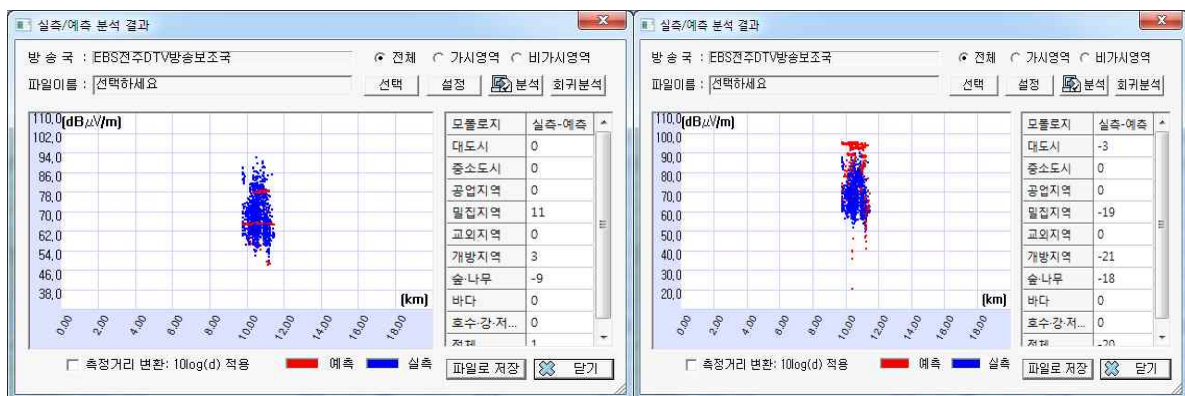 실측/예측 분석 결과
방 송 국 : EBS전주DTV방송보조국
전체 가시영역 비가시영역
파일이름 : 선택하세요
선택 설정 분석 회귀분석
110,0 (dBµV/m)
102,0
94,0
86,0
78,0
70,0
62,0
54,0
46,0
38,0
(km)
0,00 2,00 4,00 6,00 8,00 10,00 12,00 14,00 16,00 18,00
모폴로지 실측-예측
대도시 0
중소도시 0
공업지역 0
밀집지역 11
교외지역 0
개방지역 3
숲·나무 -9
바다 0
호수·강·저... 0
전체 1
측정거리 변환: 10log(d) 적용
예측 실측
파일로 저장 닫기
실측/예측 분석 결과
방 송 국 : EBS전주DTV방송보조국
전체 가시영역 비가시영역
파일이름 : 선택하세요
선택 설정 분석 회귀분석
110,0 (dBµV/m)
100,0
90,0
80,0
70,0
60,0
50,0
40,0
30,0
20,0
(km)
0,00 2,00 4,00 6,00 8,00 10,00 12,00 14,00 16,00 18,00
모폴로지 실측-예측
대도시 -3
중소도시 0
공업지역 0
밀집지역 -19
교외지역 0
개방지역 -21
숲·나무 -18
바다 0
호수·강·저... 0
전체 -20
측정거리 변환: 10log(d) 적용
예측 실측
파일로 저장 닫기